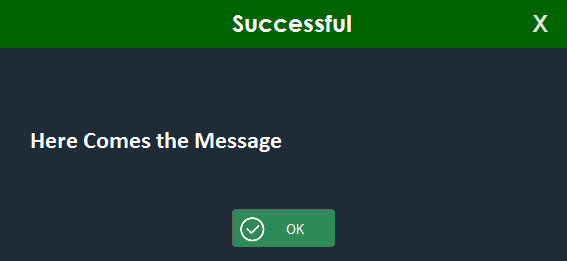 Successful
X
Here Comes the Message
OK